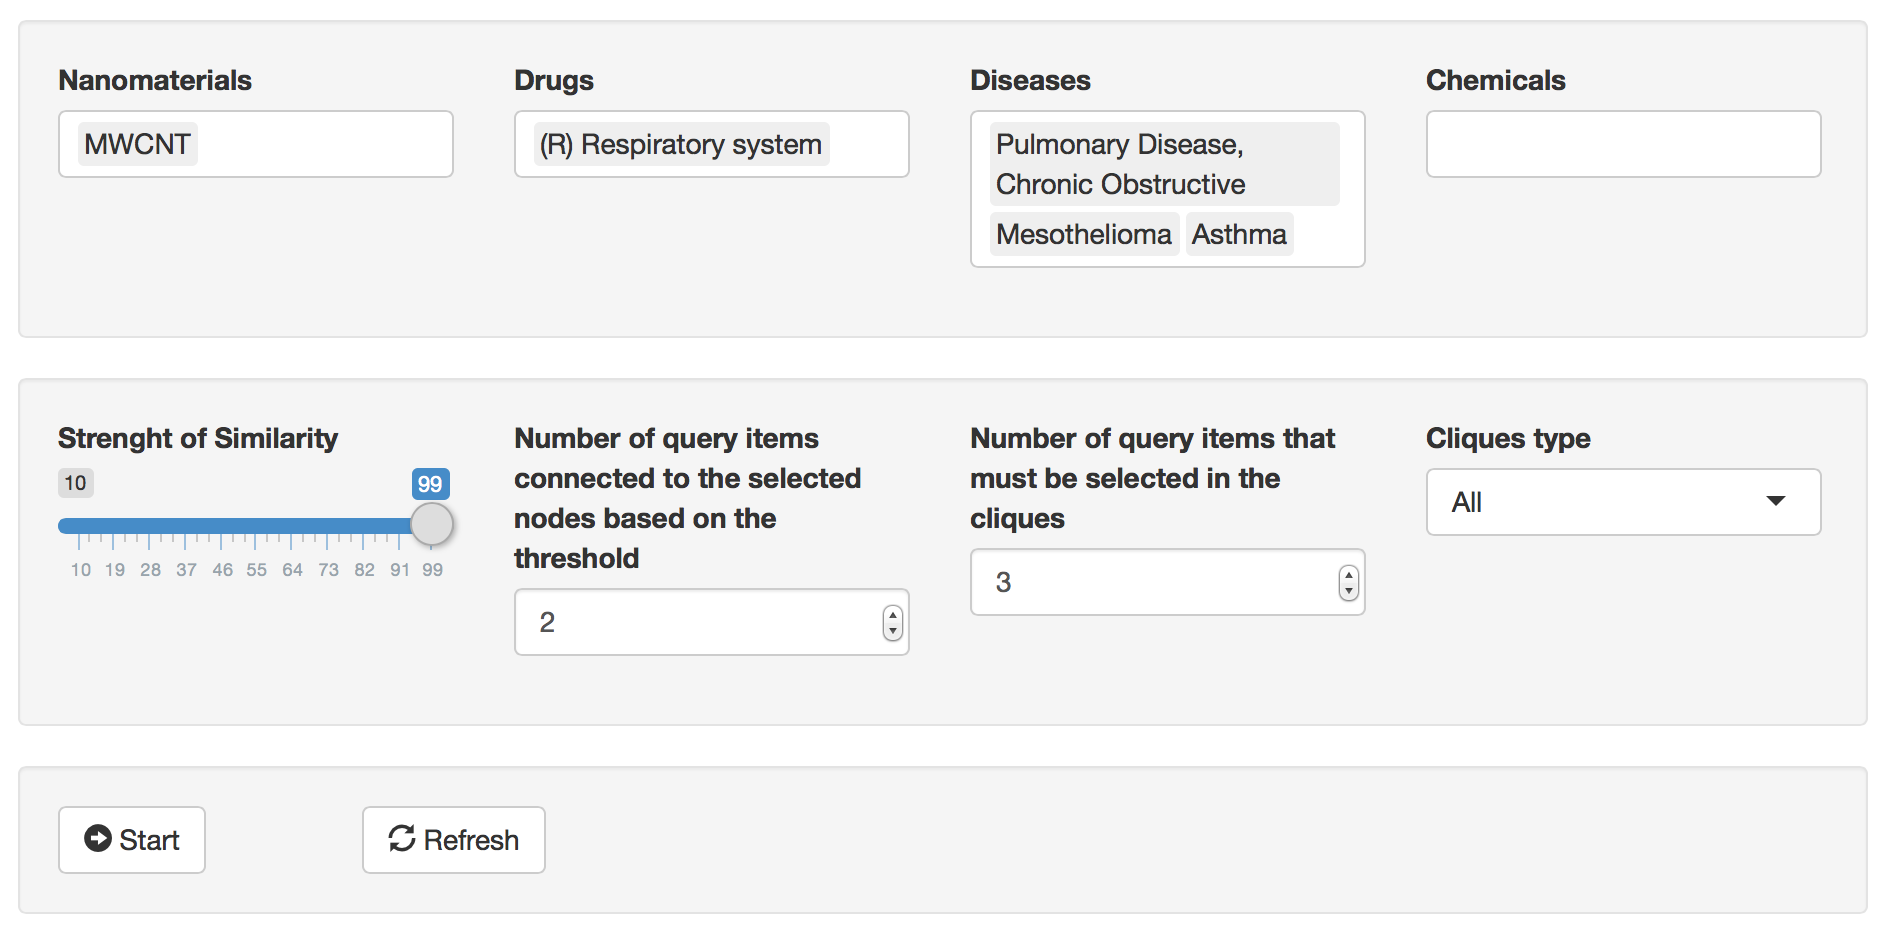 Nanomaterials
MWCNT
Drugs
(R) Respiratory system
Diseases
Pulmonary Disease,
Chronic Obstructive
Mesothelioma Asthma
Chemicals
Strenght of Similarity
10 99
10 19 28 37 46 55 64 73 82 91 99
Number of query items
connected to the selected
nodes based on the
threshold
2
Number of query items that
must be selected in the
cliques
3
Cliques type
All
Start
Refresh